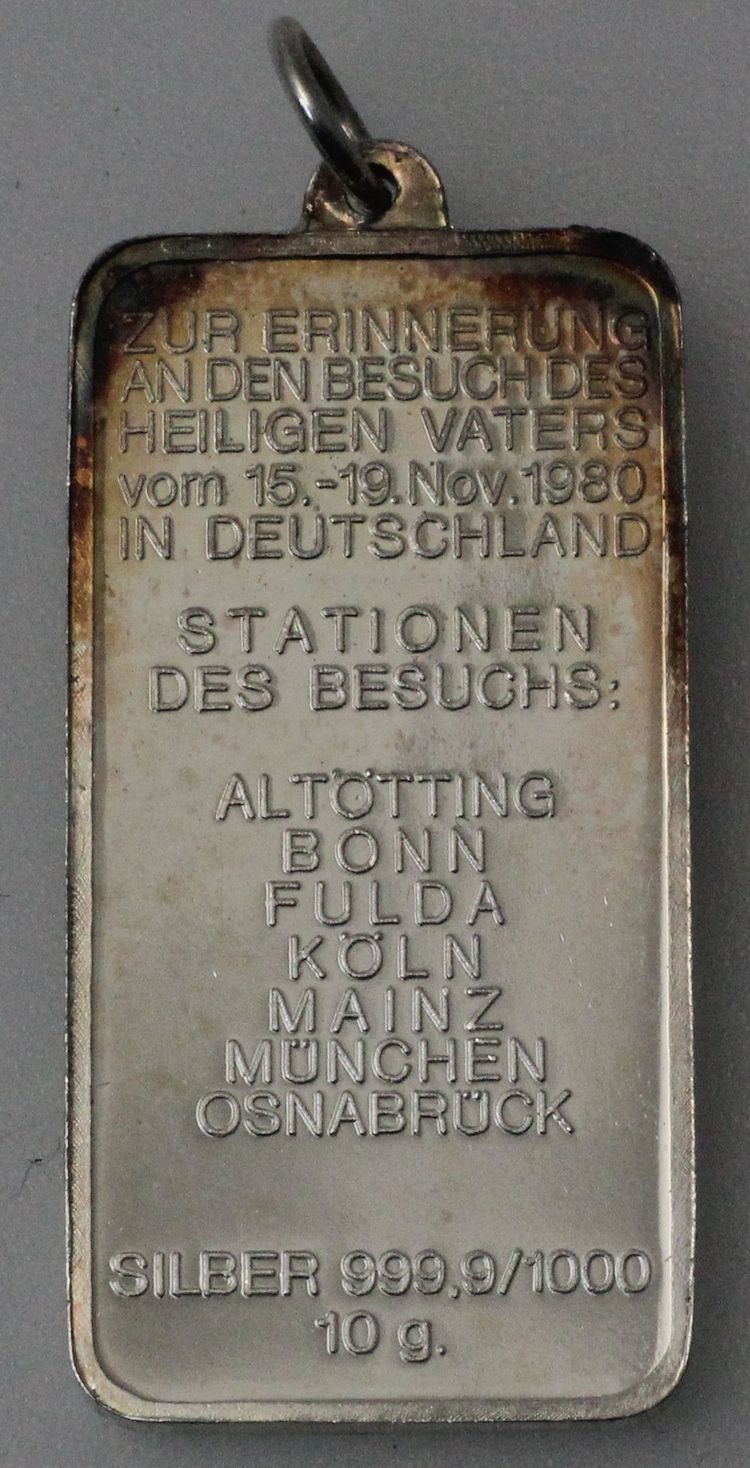 ZUR ERINNERUNG
AN DEN BESUCH DES
HEILIGEN VATERS
vom 15.-19. Nov. 1980
IN DEUTSCHLAND
STATIONEN
DES BESUCHS:
ALTÖTTING
BONN
FULDA
KÖLN
MAINZ
MÜNCHEN
OSNABRÜCK
SILBER 999,9/1000
10 g.